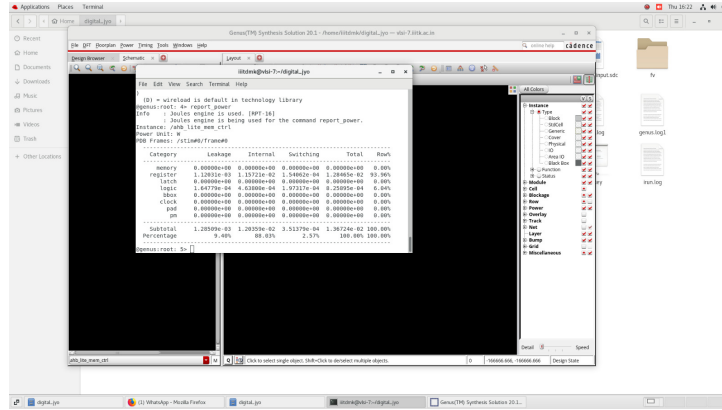 Applications Places Thu 16:22
Home digital_jyo
Genus(TM) Synthesis Solution 20.1 - /home/iiitdmk/digital_jyo — vlsi-7.iiitk.ac.in
File DFT Floorplan Power Timing Tools Windows Help
online help cādence
Design Browser Schematic Layout
iiitdmk@vlsi-7:~/digital_jyo
File Edit View Search Terminal Help
)
(D) = wireload is default in technology library
@genus:root: 4> report_power
Info : Joules engine is used. [RPT-16]
: Joules engine is being used for the command report_power.
Instance: /ahb_lite_mem_ctrl
Power Unit: W
PDB Frames: /stim#0/frame#0
Category Leakage Internal Switching Total Row%
memory 0.00000e+00 0.00000e+00 0.00000e+00 0.00000e+00 0.00%
register 1.12031e-03 1.15721e-02 1.54062e-04 1.28465e-02 93.96%
latch 0.00000e+00 0.00000e+00 0.00000e+00 0.00000e+00 0.00%
logic 1.64779e-04 4.63800e-04 1.97317e-04 8.25895e-04 6.04%
bbox 0.00000e+00 0.00000e+00 0.00000e+00 0.00000e+00 0.00%
clock 0.00000e+00 0.00000e+00 0.00000e+00 0.00000e+00 0.00%
pad 0.00000e+00 0.00000e+00 0.00000e+00 0.00000e+00 0.00%
pm 0.00000e+00 0.00000e+00 0.00000e+00 0.00000e+00 0.00%
Subtotal 1.28509e-03 1.20359e-02 3.51379e-04 1.36724e-02 100.00%
Percentage 9.40% 88.03% 2.57% 100.00% 100.00%
@genus:root: 5>
Recent
Home
Documents
Downloads
Music
Pictures
Videos
Trash
Other Locations
All Colors
V S
Instance
Type
Block
StdCell
Generic
Cover
Physical
IO
Area IO
Black Box
Function
Status
Module
Cell
Blockage
Row
Power
Overlay
Track
Net
Layer
Bump
Grid
Miscellaneous
Detail Speed
input.sdc
fv
genus.log1
irun.log
ahb_lite_mem_ctrl
M Q Click to select single object. Shift+Click to derselect multiple objects. 0 -166666.666, -166666.666 Design State
digital_jyo
(1) WhatsApp - Mozilla Firefox
digital_jyo
iiitdmk@vlsi-7:~/digital_jyo
Genus(TM) Synthesis Solution 20.1...